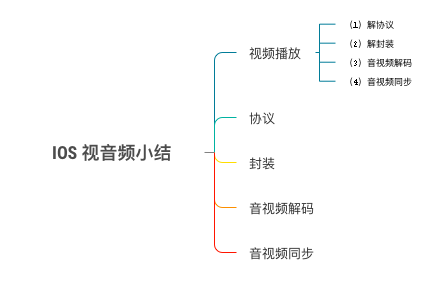 IOS 视音频小结
视频播放
（1）解协议
（2）解封装
（3）音视频解码
（4）音视频同步
协议
封装
音视频解码
音视频同步